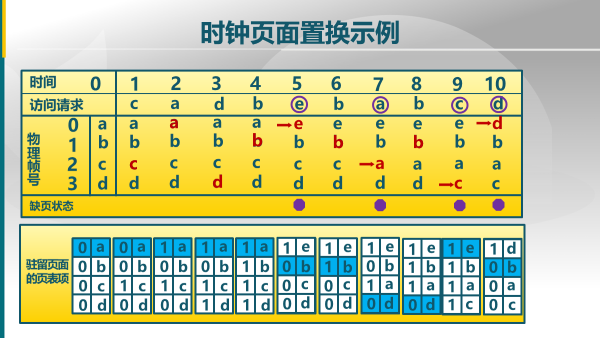 时钟页面置换示例
时间 0 1 2 3 4 5 6 7 8 9 10
访问请求 c a d b e b a b c d
物理帧号
0 a a a a a e e e e e d
1 b b b b b b b b b b b
2 c c c c c c c a a a a
3 d d d d d d d d d c c
缺页状态
驻留页面的页表项
0 a 0 a 1 a 1 a 1 a 1 e 1 e 1 e 1 e 1 e 1 d
0 b 0 b 0 b 0 b 1 b 0 b 1 b 0 b 1 b 1 b 0 b
0 c 1 c 1 c 1 c 1 c 0 c 0 c 1 a 1 a 1 a 0 a
0 d 0 d 0 d 1 d 1 d 0 d 0 d 0 d 0 d 1 c 0 c